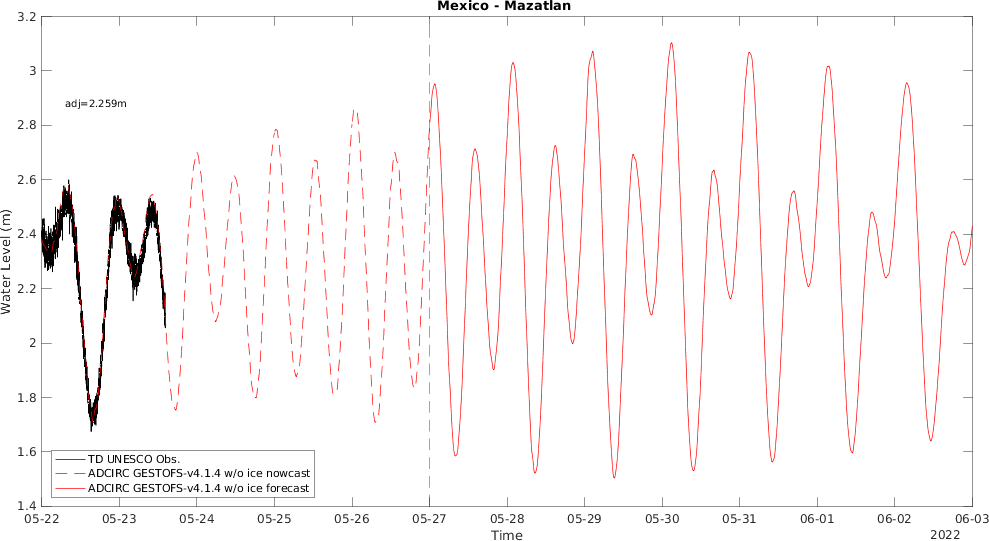 Mexico - Mazatlan
3.2
3
2.8
2.6
2.4
2.2
2
1.8
1.6
1.4
Water Level (m)
adj=2.259m
TD UNESCO Obs.
ADCIRC GESTOFS-v4.1.4 w/o ice nowcast
ADCIRC GESTOFS-v4.1.4 w/o ice forecast
05-22 05-23 05-24 05-25 05-26 05-27 05-28 05-29 05-30 05-31 06-01 06-02 06-03
Time
2022